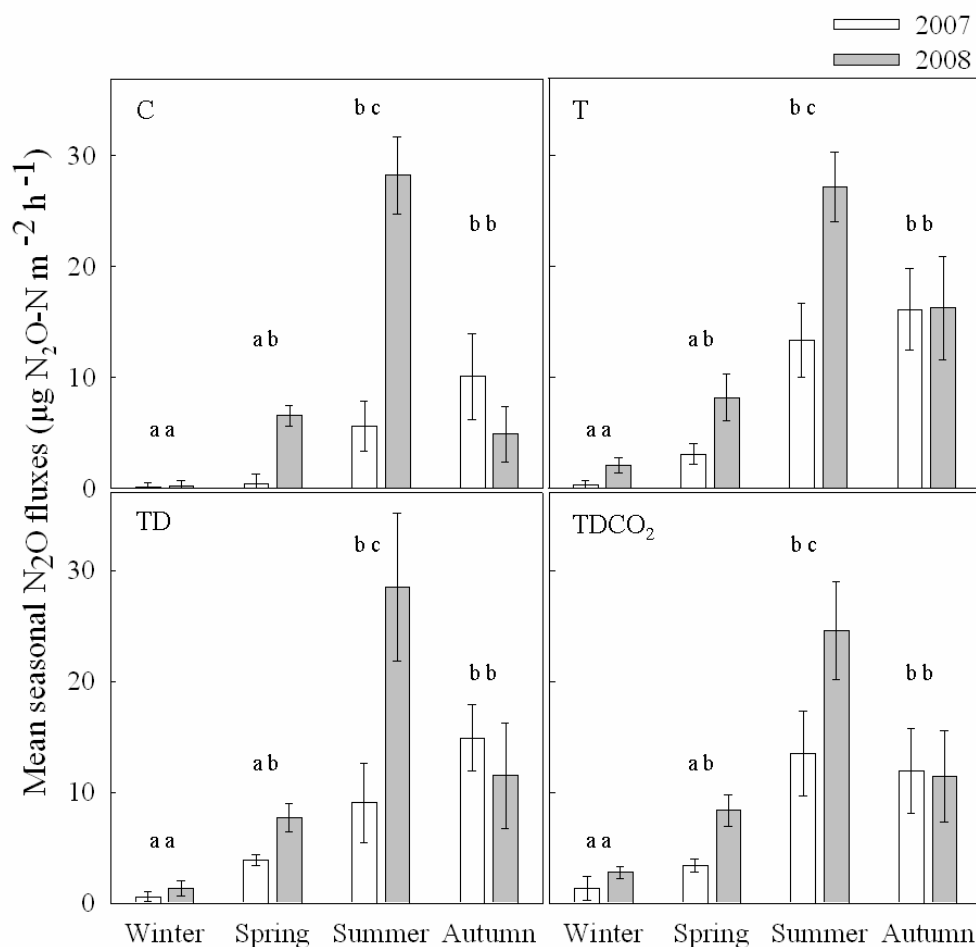 2007
2008
Mean seasonal N₂O fluxes (µg N₂O-N m⁻² h⁻¹)
C
b c
30
b b
20
a b
10
a a
0
T
b c
b b
a b
a a
TD
b c
30
20
b b
a b
10
a a
0
TDCO₂
b c
b b
a b
a a
Winter Spring Summer Autumn
Winter Spring Summer Autumn